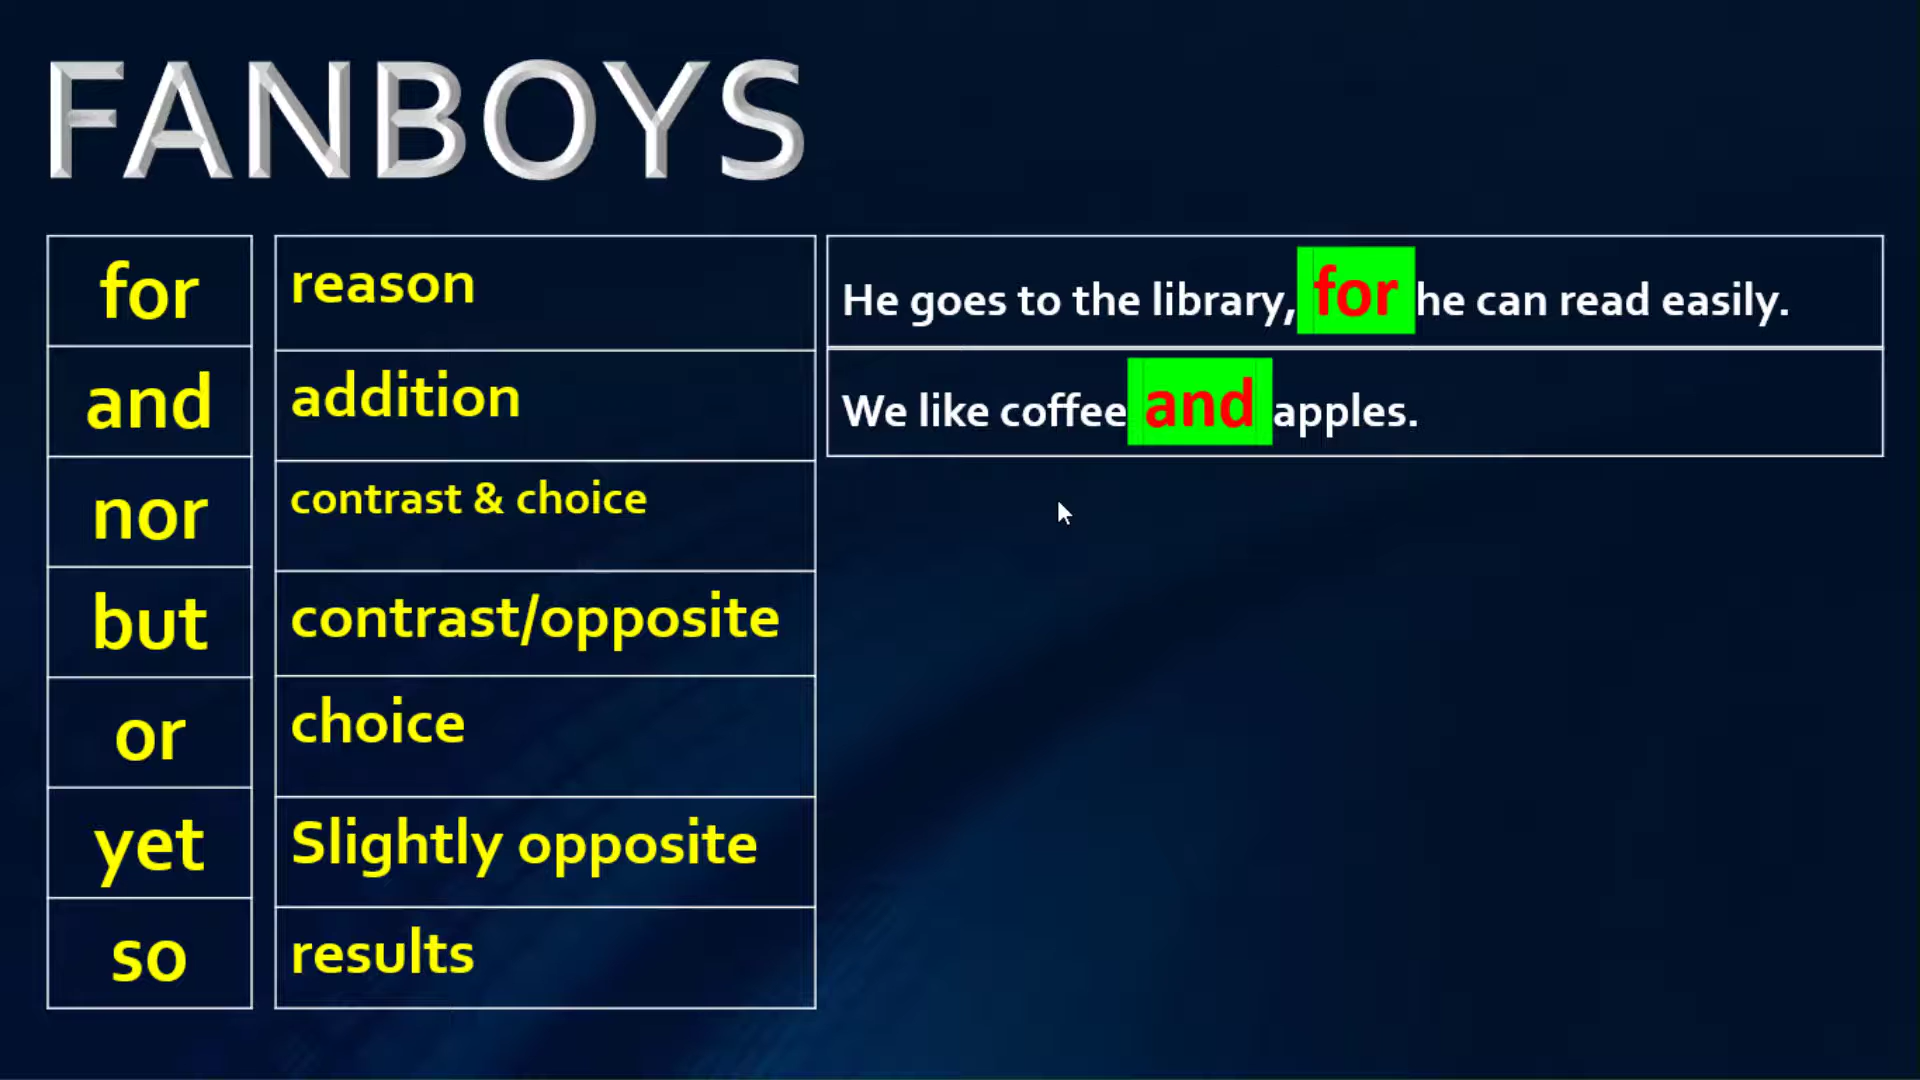 FANBOYS
for
reason
He goes to the library, for he can read easily.
and
addition
We like coffee and apples.
nor
contrast & choice
but
contrast/opposite
or
choice
yet
Slightly opposite
so
results